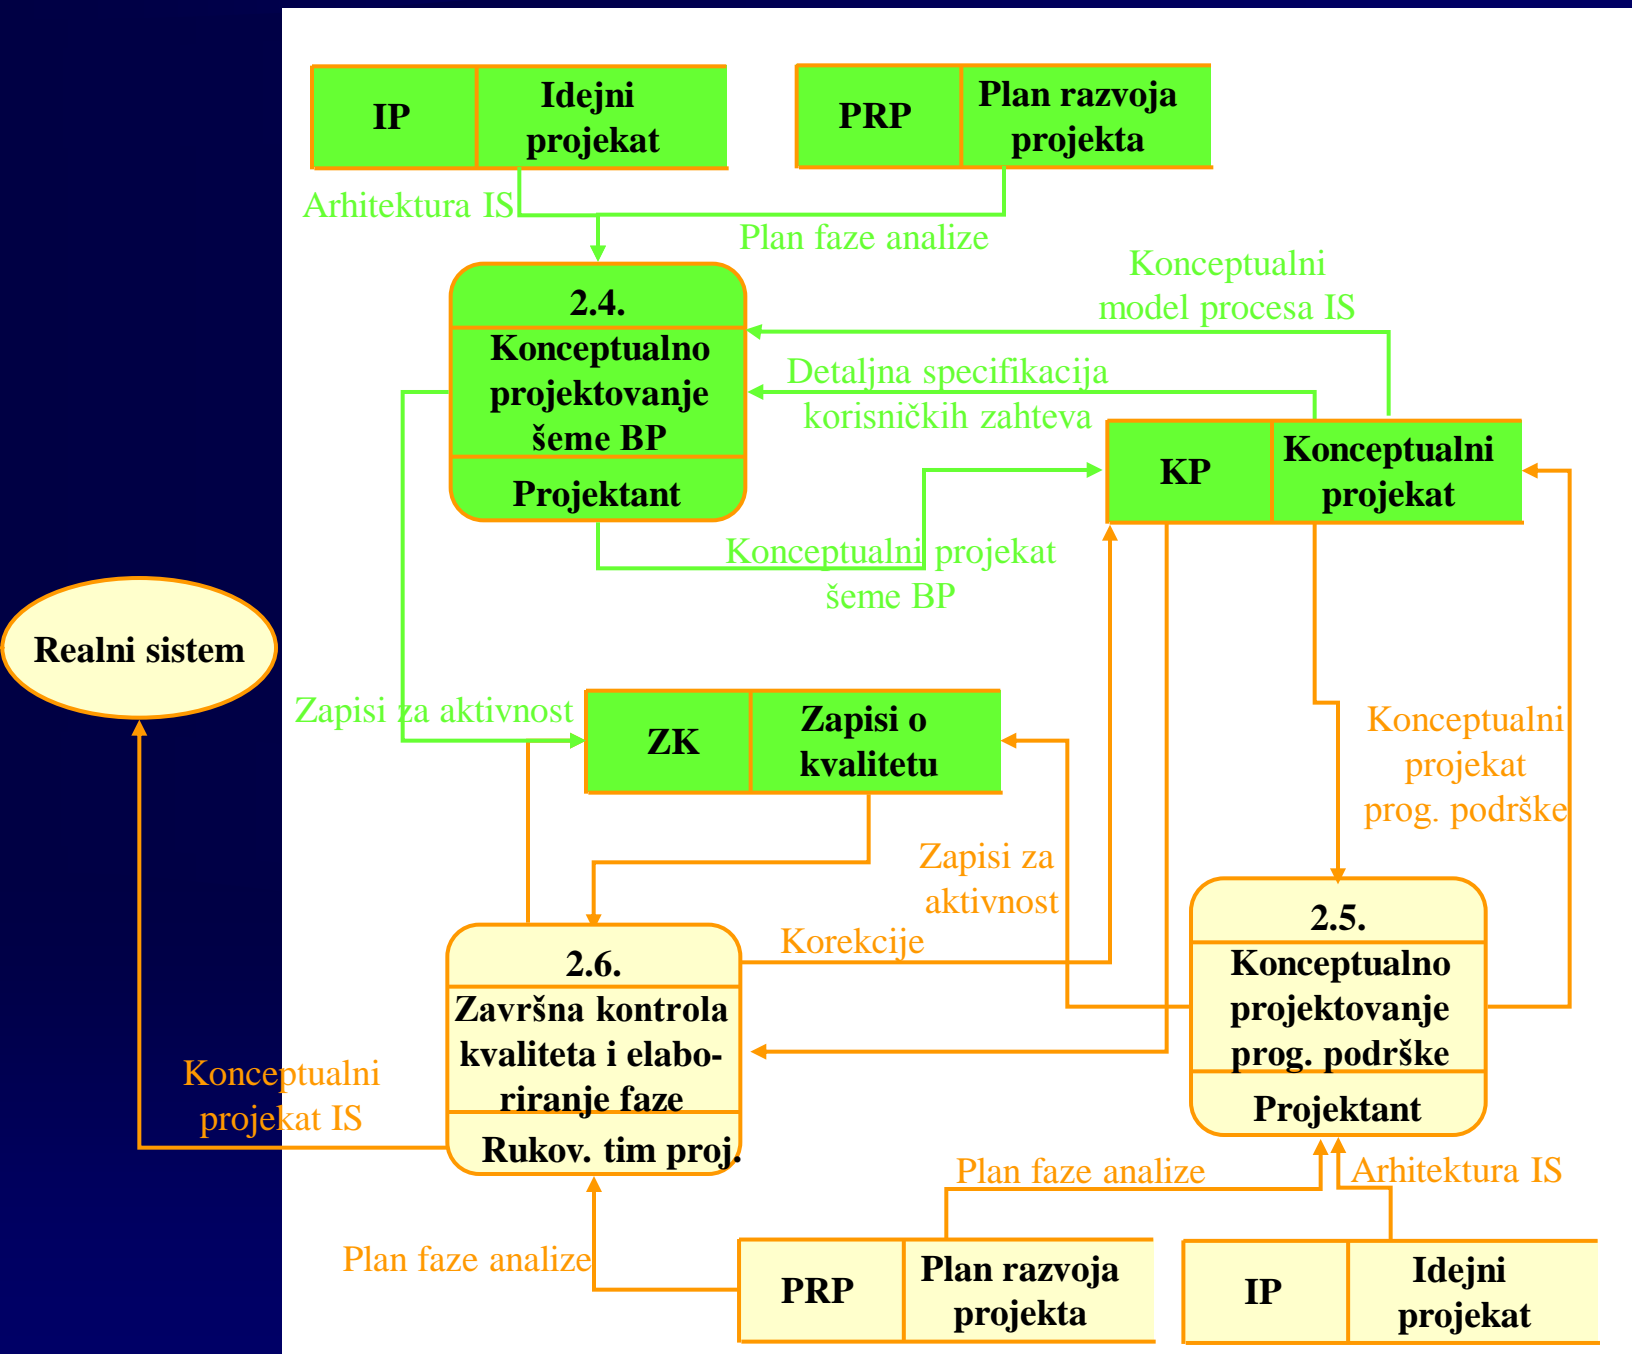 IP
Idejni
projekat
PRP
Plan razvoja
projekta
Arhitektura IS
Plan faze analize
Konceptualni
model procesa IS
2.4.
Konceptualno
projektovanje
šeme BP
Projektant
Detaljna specifikacija
korisničkih zahteva
KP
Konceptualni
projekat
Konceptualni projekat
šeme BP
Realni sistem
Zapisi za aktivnost
ZK
Zapisi o
kvalitetu
Konceptualni
projekat
prog. podrške
Zapisi za
aktivnost
Korekcije
2.6.
Završna kontrola
kvaliteta i elabo-
riranje faze
Rukov. tim proj.
2.5.
Konceptualno
projektovanje
prog. podrške
Projektant
Konceptualni
projekat IS
Plan faze analize
Arhitektura IS
Plan faze analize
PRP
Plan razvoja
projekta
IP
Idejni
projekat